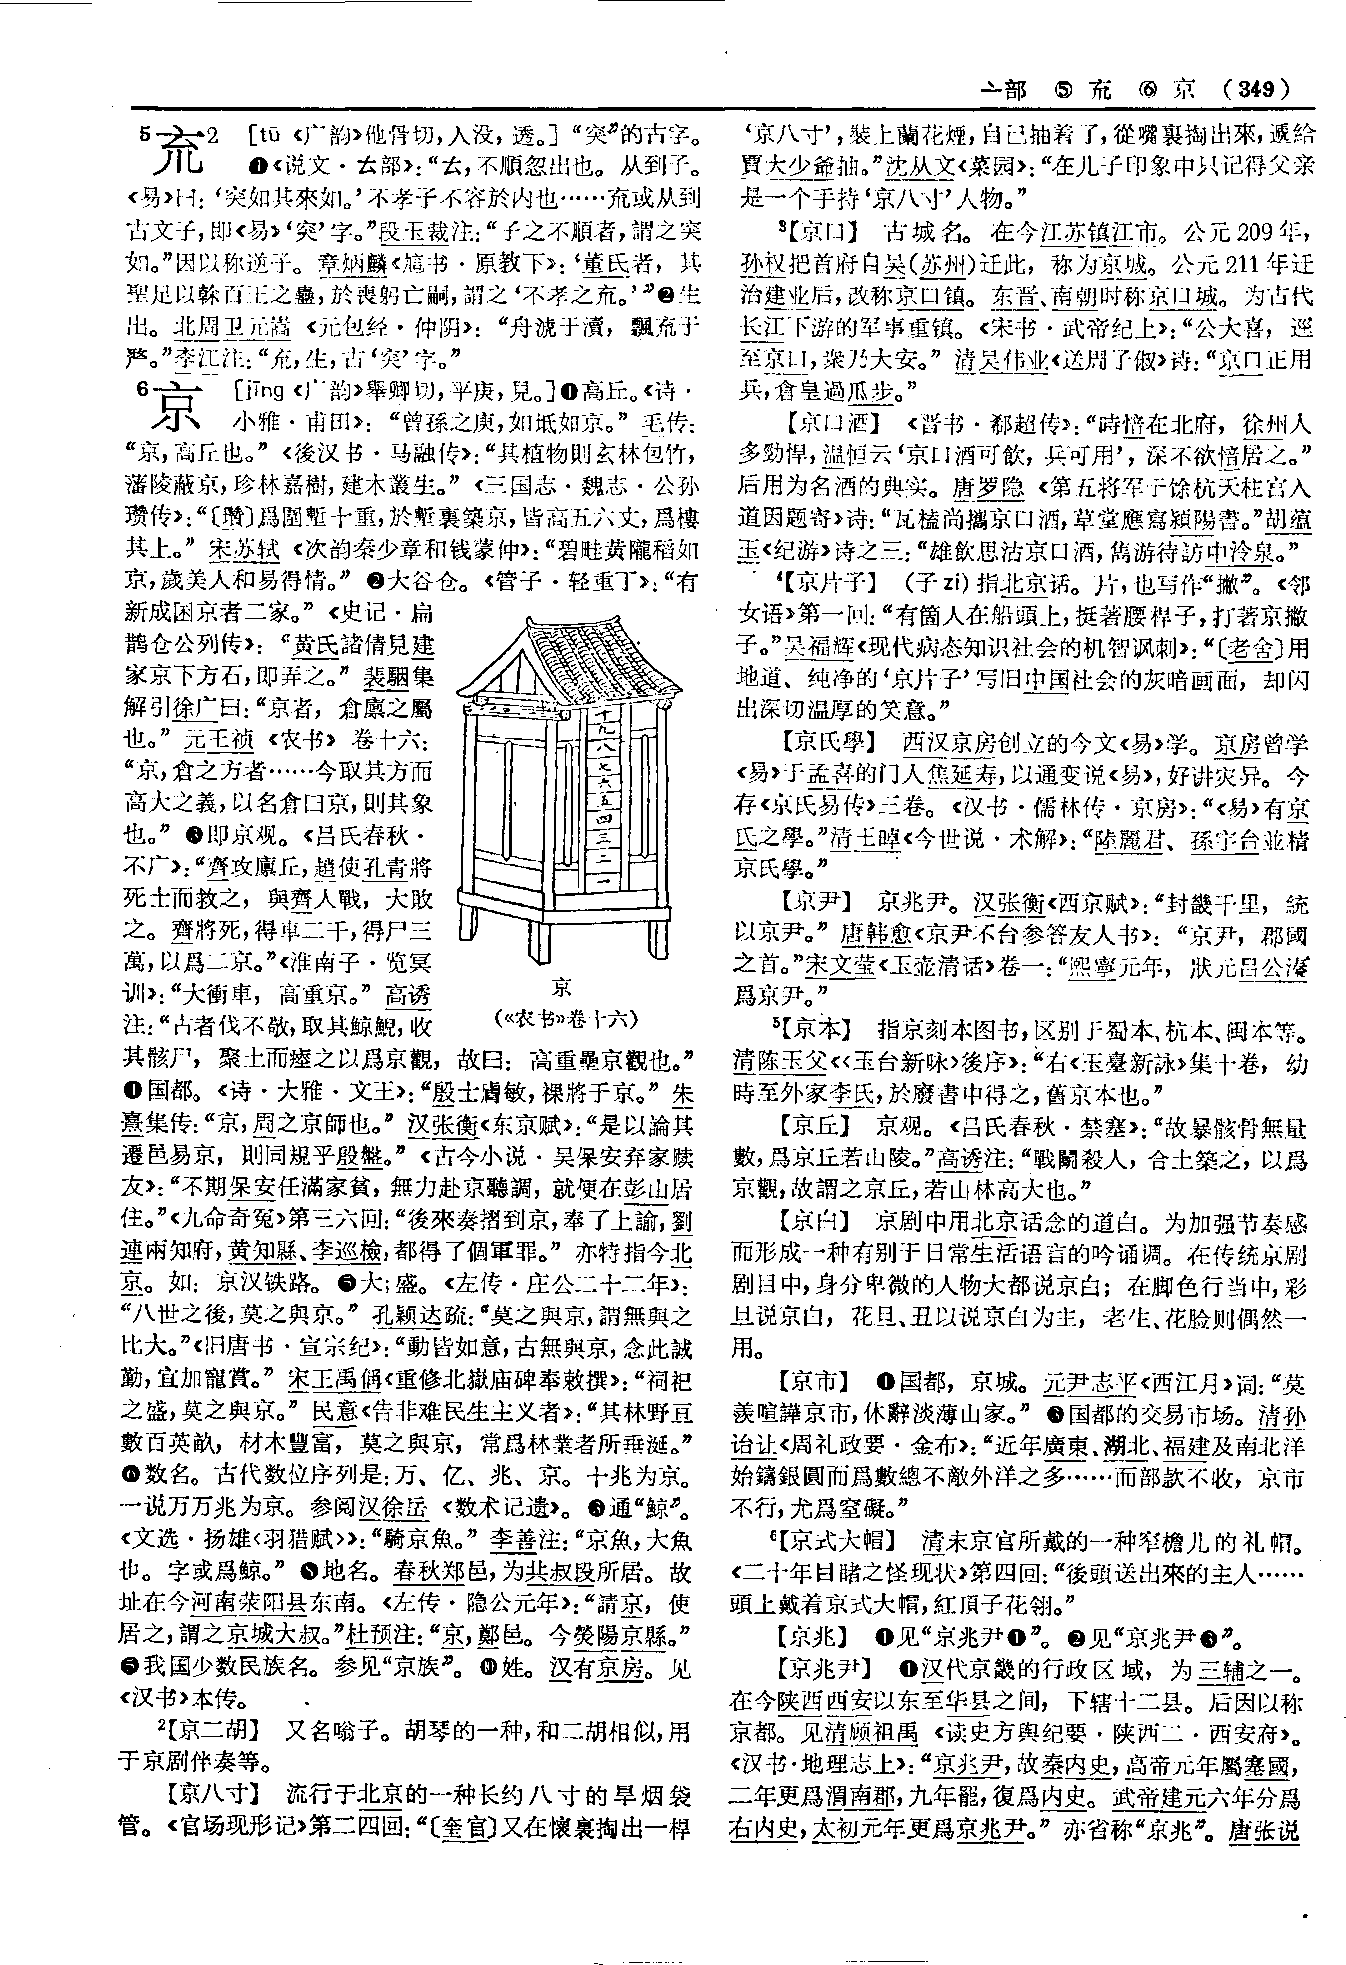 亠部 ⑤㐬 ⑥京 (349)
5㐬2 [tū《广韵》他骨切,入没,透。]“突”的古字。
❶《说文·𠫓部》:“𠫓,不順忽出也。从到子。
《易》曰:‘突如其來如。’不孝子不容於内也……㐬或从到
古文子,即《易》‘突’字。”段玉裁注:“子之不順者,謂之突
如。”因以称逆子。章炳麟《訄书·原教下》:‘董氏者,其
聖足以榦百王之蠱,於喪躬亡嗣,謂之‘不孝之㐬。’”❷生
出。北周卫元嵩《元包经·仲阴》:“舟淲于瀆,飄㐬于
𠩺。”李江注:“㐬,生,古‘突’字。”
6京 [jīng《广韵》舉卿切,平庚,見。]❶高丘。《诗·
小雅·甫田》:“曾孫之庾,如坻如京。”毛传:
“京,高丘也。”《後汉书·马融传》:“其植物則玄林包竹,
藩陵蔽京,珍林嘉樹,建木叢生。”《三国志·魏志·公孙
瓒传》:“〔瓚〕爲圍塹十重,於塹裏築京,皆高五六丈,爲樓
其上。”宋苏轼《次韵秦少章和钱蒙仲》:“碧畦黄隴稻如
京,歲美人和易得情。”❷大谷仓。《管子·轻重丁》:“有
新成囷京者二家。”《史记·扁
鹊仓公列传》:“黄氏諸倩見建
家京下方石,即弄之。”裴駰集
解引徐广曰:“京者,倉廪之屬
也。”元王祯《农书》卷十六:
“京,倉之方者……今取其方而
高大之義,以名倉曰京,則其象
也。”❸即京观。《吕氏春秋·
不广》:“齊攻廩丘,趙使孔青將
死士而救之,與齊人戰,大敗
之。齊將死,得車二千,得尸三
萬,以爲二京。”《淮南子·览冥
训》:“大衝車,高重京。”高诱
注:“古者伐不敬,取其鯨鯢,收
十九八七六五四三二一
京
(《农书》卷十六)
其骸尸,聚土而瘞之以爲京觀,故曰:高重壘京觀也。”
❹国都。《诗·大雅·文王》:“殷士膚敏,祼將于京。”朱
熹集传:“京,周之京師也。”汉张衡《东京赋》:“是以論其
遷邑易京,則同規乎殷盤。”《古今小说·吴保安弃家赎
友》:“不期保安任滿家貧,無力赴京聽調,就便在彭山居
住。”《九命奇冤》第三六回:“後來奏摺到京,奉了上諭,劉
連兩知府,黄知縣、李巡檢,都得了個軍罪。”亦特指今北
京。如:京汉铁路。❺大;盛。《左传·庄公二十二年》:
“八世之後,莫之與京。”孔颖达疏:“莫之與京,謂無與之
比大。”《旧唐书·宣宗纪》:“動皆如意,古無與京,念此誠
勤,宜加寵賞。”宋王禹偁《重修北嶽庙碑奉敕撰》:“祠祀
之盛,莫之與京。”民意《告非难民生主义者》:“其林野亘
數百英畝,材木豐富,莫之與京,常爲林業者所垂涎。”
❻数名。古代数位序列是:万、亿、兆、京。十兆为京。
一说万万兆为京。参阅汉徐岳《数术记遗》。❼通“鲸”。
《文选·扬雄〈羽猎赋〉》:“騎京魚。”李善注:“京魚,大魚
也。字或爲鯨。”❽地名。春秋郑邑,为共叔段所居。故
址在今河南荥阳县东南。《左传·隐公元年》:“請京,使
居之,謂之京城大叔。”杜预注:“京,鄭邑。今熒陽京縣。”
❾我国少数民族名。参见“京族”。❿姓。汉有京房。见
《汉书》本传。
2【京二胡】 又名嗡子。胡琴的一种,和二胡相似,用
于京剧伴奏等。
【京八寸】 流行于北京的一种长约八寸的旱烟袋
管。《官场现形记》第二四回:“〔奎官〕又在懷裏掏出一桿
‘京八寸’,裝上蘭花煙,自己抽着了,從嘴裏掏出來,遞給
賈大少爺抽。”沈从文《菜园》:“在儿子印象中只记得父亲
是一个手持‘京八寸’人物。”
3【京口】 古城名。在今江苏镇江市。公元209年,
孙权把首府自吴(苏州)迁此,称为京城。公元211年迁
治建业后,改称京口镇。东晋、南朝时称京口城。为古代
长江下游的军事重镇。《宋书·武帝纪上》:“公大喜,逕
至京口,衆乃大安。”清吴伟业《送周子俶》诗:“京口正用
兵,倉皇過瓜步。”
【京口酒】 《晋书·郗超传》:“時愔在北府,徐州人
多勁悍,温恒云‘京口酒可飲,兵可用’,深不欲愔居之。”
后用为名酒的典实。唐罗隐《第五将军于馀杭天柱宫入
道因题寄》诗:“瓦榼尚攜京口酒,草堂應寫潁陽書。”胡蕴
玉《纪游》诗之三:“雄飲思沽京口酒,儁游待訪中泠泉。”
4【京片子】 (子zi)指北京话。片,也写作“撇”。《邻
女语》第一回:“有箇人在船頭上,挺著腰桿子,打著京撇
子。”吴福辉《现代病态知识社会的机智讽刺》:“〔老舍〕用
地道、纯净的‘京片子’写旧中国社会的灰暗画面,却闪
出深切温厚的笑意。”
【京氏學】 西汉京房创立的今文《易》学。京房曾学
《易》于孟喜的门人焦延寿,以通变说《易》,好讲灾异。今
存《京氏易传》三卷。《汉书·儒林传·京房》:“《易》有京
氏之學。”清王晫《今世说·术解》:“陸麗君、孫宇台並精
京氏學。”
【京尹】 京兆尹。汉张衡《西京赋》:“封畿千里,統
以京尹。”唐韩愈《京尹不台参答友人书》:“京尹,郡國
之首。”宋文莹《玉壶清话》卷一:“熙寧元年,狀元吕公溱
爲京尹。”
5【京本】 指京刻本图书,区别于蜀本、杭本、闽本等。
清陈玉父《〈玉台新咏〉後序》:“右《玉臺新詠》集十卷,幼
時至外家李氏,於廢書中得之,舊京本也。”
【京丘】 京观。《吕氏春秋·禁塞》:“故暴骸骨無量
數,爲京丘若山陵。”高诱注:“戰鬭殺人,合土築之,以爲
京觀,故謂之京丘,若山林高大也。”
【京白】 京剧中用北京话念的道白。为加强节奏感
而形成一种有别于日常生活语言的吟诵调。在传统京剧
剧目中,身分卑微的人物大都说京白;在脚色行当中,彩
旦说京白,花旦、丑以说京白为主,老生、花脸则偶然一
用。
【京市】 ❶国都,京城。元尹志平《西江月》词:“莫
羨喧譁京市,休辭淡薄山家。”❷国都的交易市场。清孙
诒让《周礼政要·金布》:“近年廣東、湖北、福建及南北洋
始鑄銀圓而爲數總不敵外洋之多……而部款不收,京市
不行,尤爲窒礙。”
6【京式大帽】 清末京官所戴的一种窄檐儿的礼帽。
《二十年目睹之怪现状》第四回:“後頭送出來的主人……
頭上戴着京式大帽,紅頂子花翎。”
【京兆】 ❶见“京兆尹❶”。❷见“京兆尹❷”。
【京兆尹】 ❶汉代京畿的行政区域,为三辅之一。
在今陕西西安以东至华县之间,下辖十二县。后因以称
京都。见清顾祖禹《读史方舆纪要·陕西二·西安府》。
《汉书·地理志上》:“京兆尹,故秦内史,高帝元年屬塞國,
二年更爲渭南郡,九年罷,復爲内史。武帝建元六年分爲
右内史,太初元年更爲京兆尹。”亦省称“京兆”。唐张说